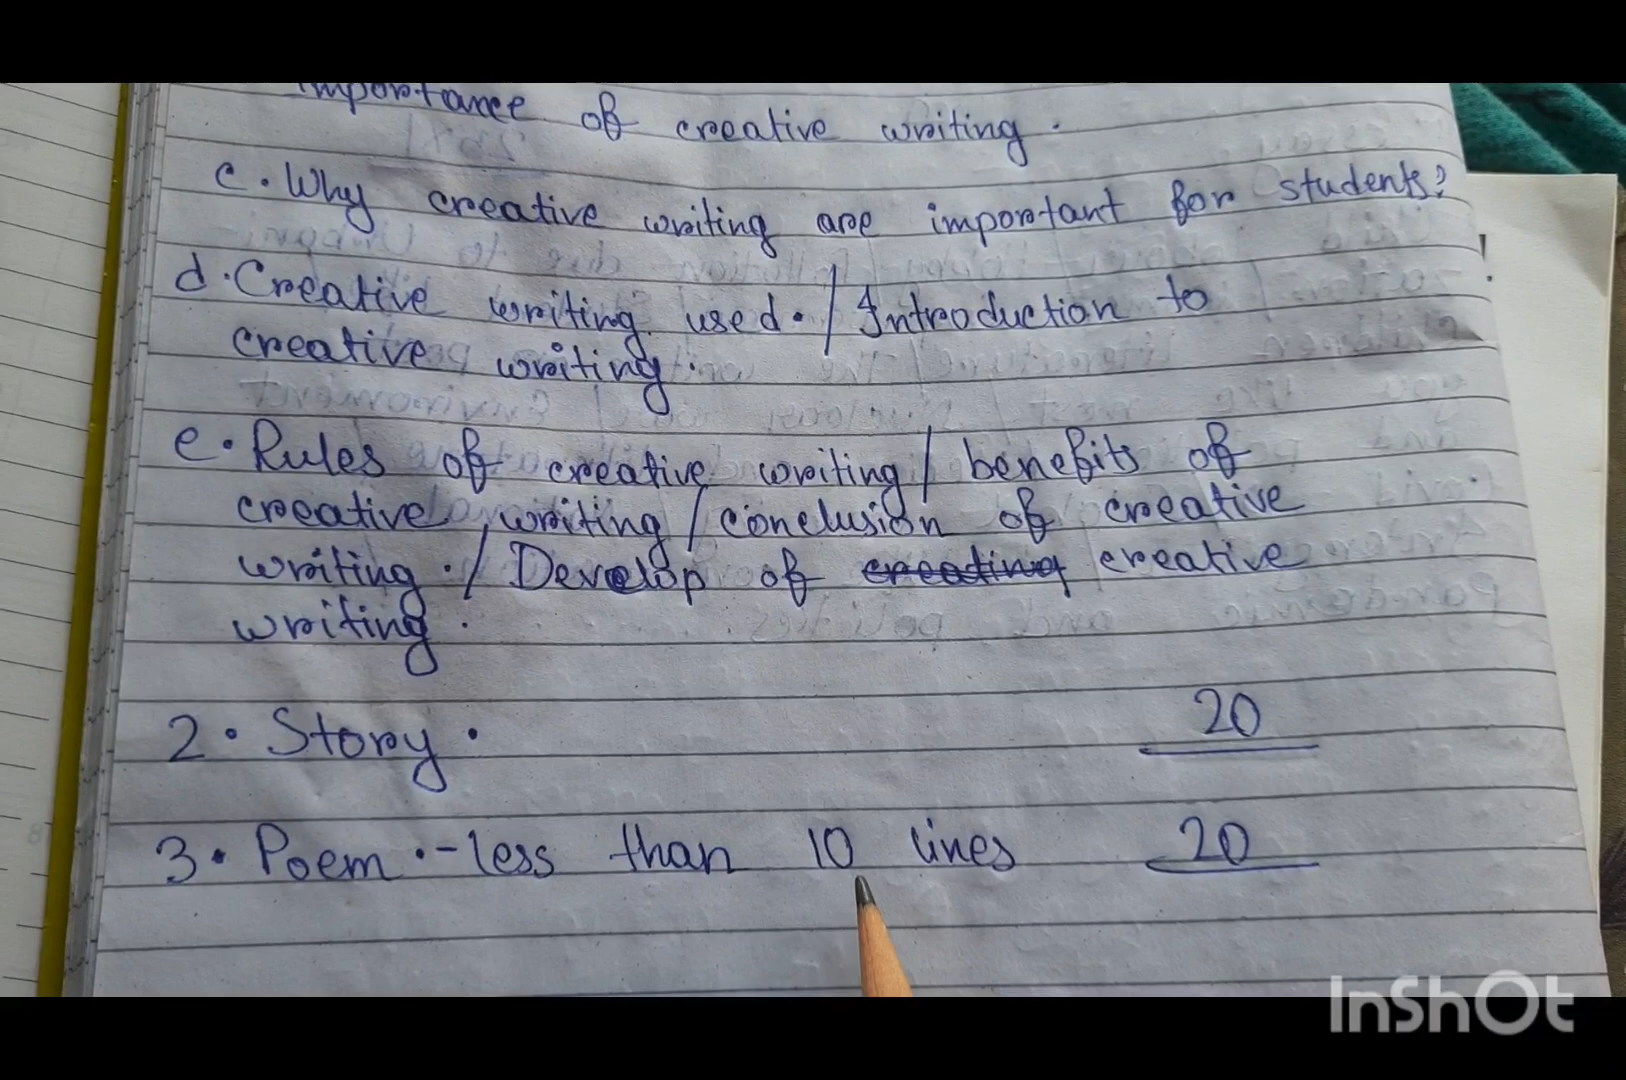 importance of creative writing.
c. Why creative writing are important for students?
d. Creative writing used. / Introduction to
creative writing.
e. Rules of creative writing / benefits of
creative writing / conclusion of creative
writing. / Develop of creating creative
writing.
2. Story. 20
3. Poem. - less than 10 lines 20
InShOt